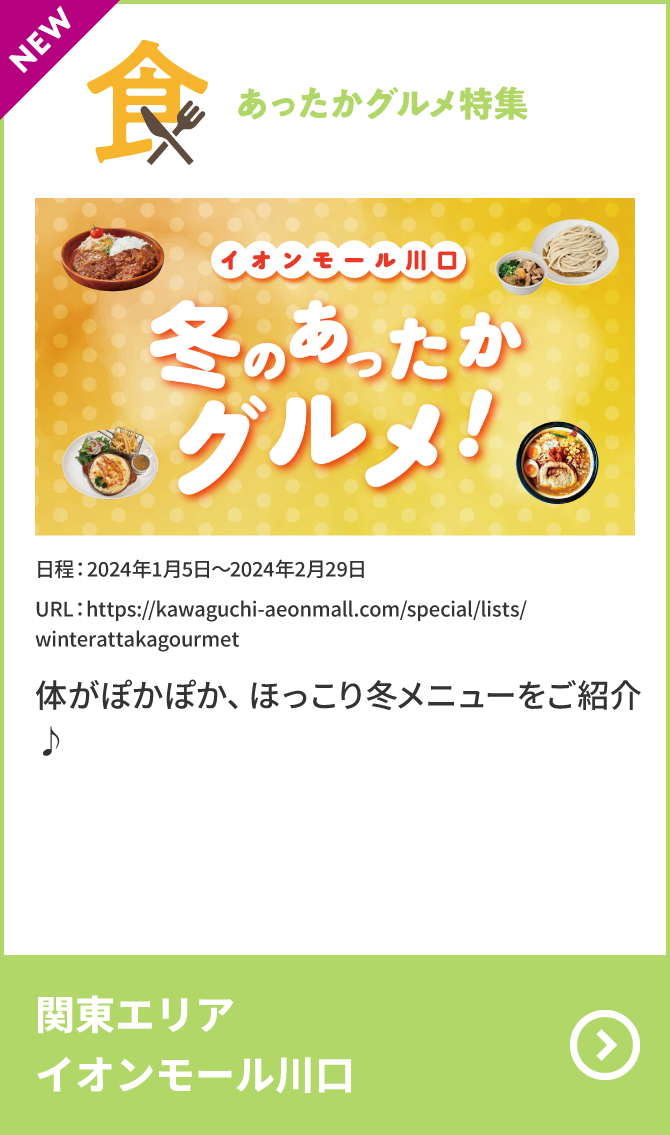 NEW
食
あったかグルメ特集
イオンモール川口
冬のあったか
グルメ!
日程：2024年1月5日～2024年2月29日
URL：https://kawaguchi-aeonmall.com/special/lists/
winterattakagourmet
体がぽかぽか、ほっこり冬メニューをご紹介
♪
関東エリア
イオンモール川口